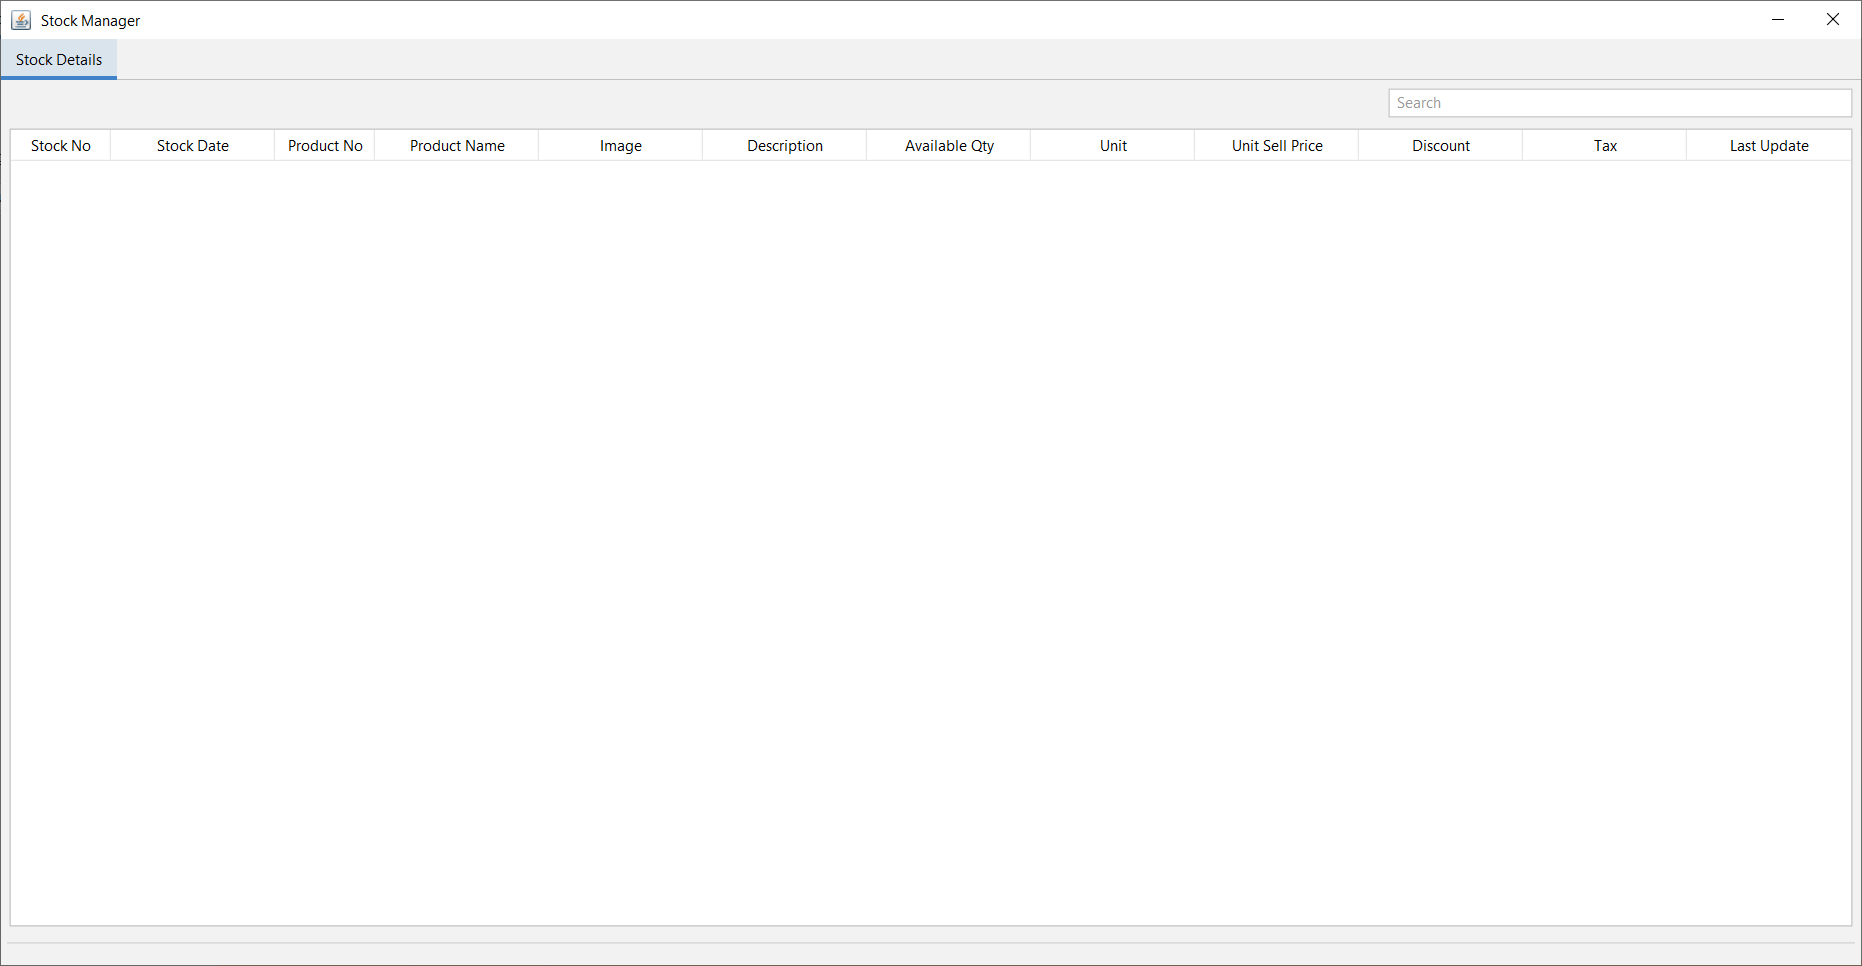 Stock Manager
Stock Details
Search
Stock No Stock Date Product No Product Name Image Description Available Qty Unit Unit Sell Price Discount Tax Last Update